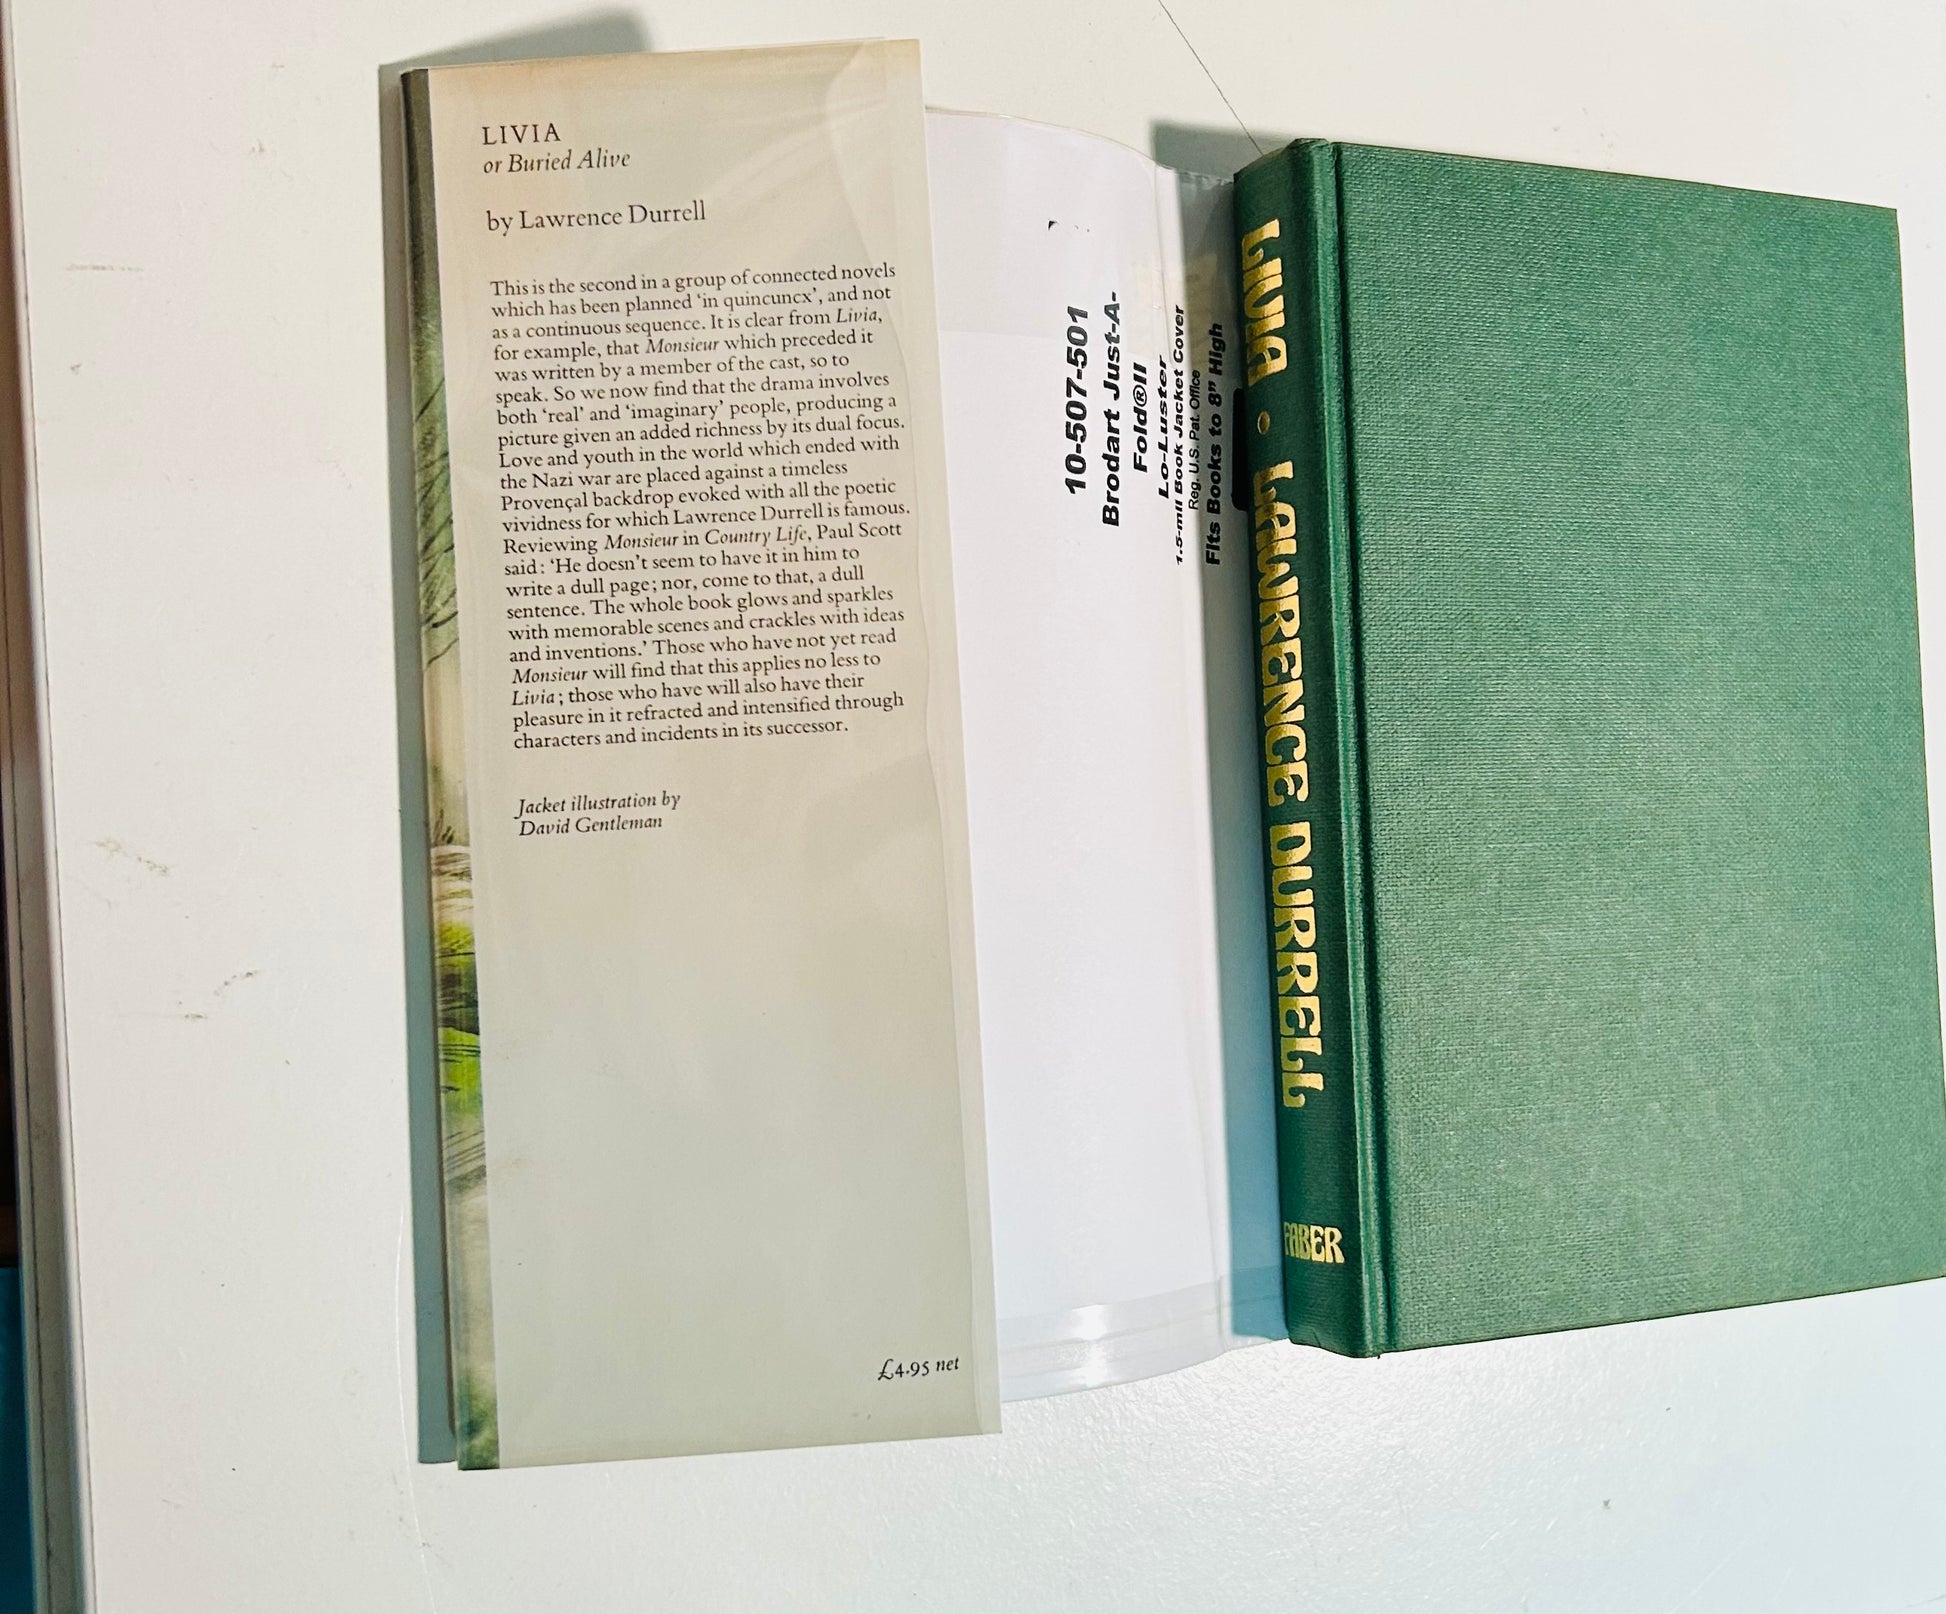 LIVIA
or Buried Alive
by Lawrence Durrell
This is the second in a group of connected novels
which has been planned ‘in quincuncx’, and not
as a continuous sequence. It is clear from Livia,
for example, that Monsieur which preceded it
was written by a member of the cast, so to
speak. So we now find that the drama involves
both ‘real’ and ‘imaginary’ people, producing a
picture given an added richness by its dual focus.
Love and youth in the world which ended with
the Nazi war are placed against a timeless
Provençal backdrop evoked with all the poetic
vividness for which Lawrence Durrell is famous.
Reviewing Monsieur in Country Life, Paul Scott
said: ‘He doesn’t seem to have it in him to
write a dull page; nor, come to that, a dull
sentence. The whole book glows and sparkles
with memorable scenes and crackles with ideas
and inventions.’ Those who have not yet read
Monsieur will find that this applies no less to
Livia; those who have will also have their
pleasure in it refracted and intensified through
characters and incidents in its successor.
Jacket illustration by
David Gentleman
£4.95 net
10-507-501
Brodart Just-A-
Fold®II
Lo-Luster
1.5-mil Book Jacket Cover
Reg. U.S. Pat. Office
Fits Books to 8” High
LIVIA · LAWRENCE DURRELL
FABER